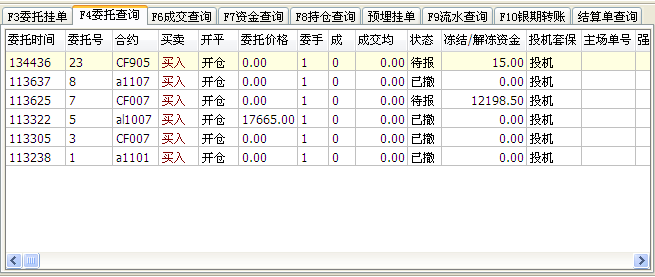 F3委托挂单 F4委托查询 F6成交查询 F7资金查询 F8持仓查询 预埋挂单 F9流水查询 F10银期转账 结算单查询
委托时间 委托号 合约 买卖 开平 委托价格 委手 成 成交均 状态 冻结/解冻资金 投机套保 主场单号 强
134436 23 CF905 买入 开仓 0.00 1 0 0.00 待报 15.00 投机
113637 8 a1107 买入 开仓 0.00 1 0 0.00 已撤 0.00 投机
113625 7 CF007 买入 开仓 0.00 1 0 0.00 待报 12198.50 投机
113322 5 al1007 买入 开仓 17665.00 1 0 0.00 已撤 0.00 投机
113305 3 CF007 买入 开仓 0.00 1 0 0.00 已撤 0.00 投机
113238 1 a1101 买入 开仓 0.00 1 0 0.00 已撤 0.00 投机